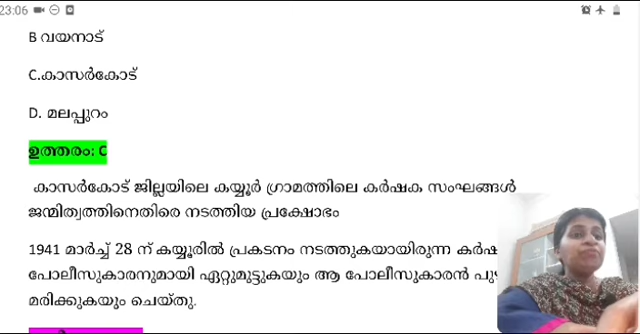 23:06
B വയനാട്
C.കാസർകോട്
D. മലപ്പുറം
ഉത്തരം: C
കാസർകോട് ജില്ലയിലെ കയ്യൂർ ഗ്രാമത്തിലെ കർഷക സംഘങ്ങൾ
ജന്മിത്വത്തിനെതിരെ നടത്തിയ പ്രക്ഷോഭം
1941 മാർച്ച് 28 ന് കയ്യൂരിൽ പ്രകടനം നടത്തുകയായിരുന്ന
പോലീസുകാരനുമായി ഏറ്റുമുട്ടുകയും ആ പോലീസുകാരൻ
മരിക്കുകയും ചെയ്തു.